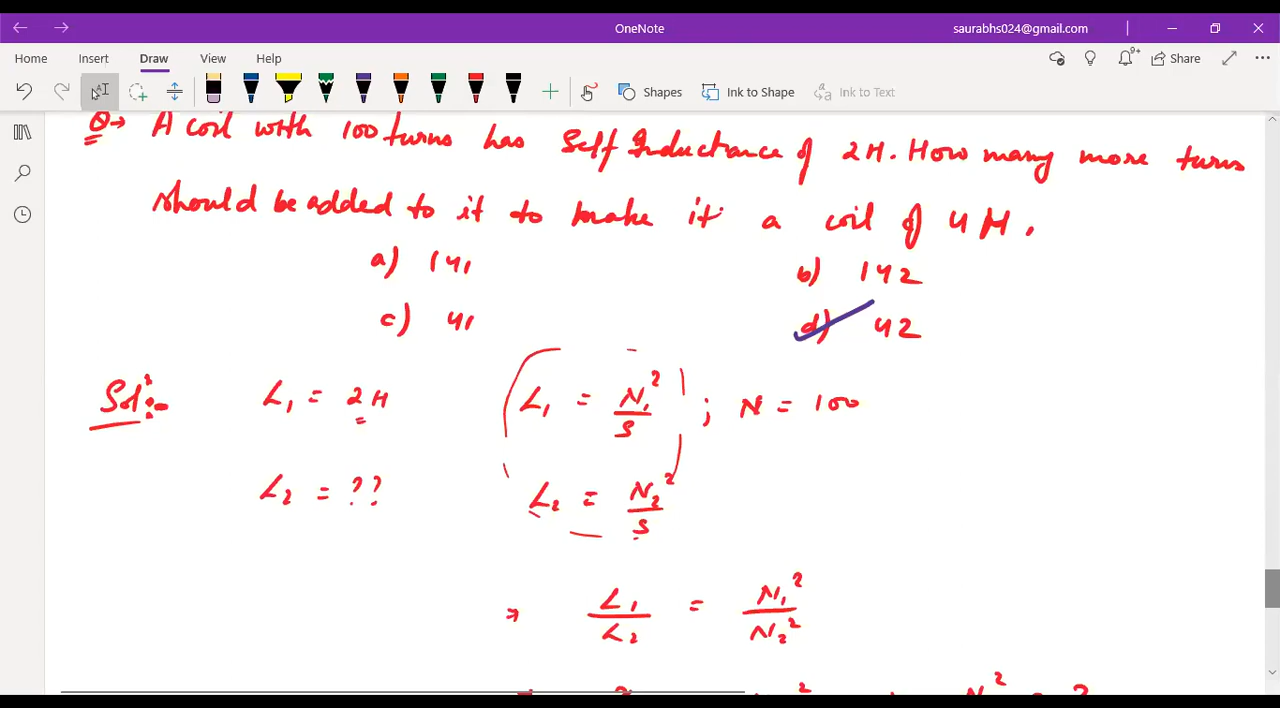 OneNote
saurabhs024@gmail.com
Home Insert Draw View Help
Share
Shapes Ink to Shape Ink to Text
Q→ A coil with 100 turns has Self Inductance of 2H. How many more turns
should be added to it to make it a coil of 4H.
a) 141 b) 142
c) 41 d) 42
Sol:- L₁ = 2H L₁ = N₁²/S ; N = 100
L₂ = ?? L₂ = N₂²/S
⇒ L₁/L₂ = N₁²/N₂²